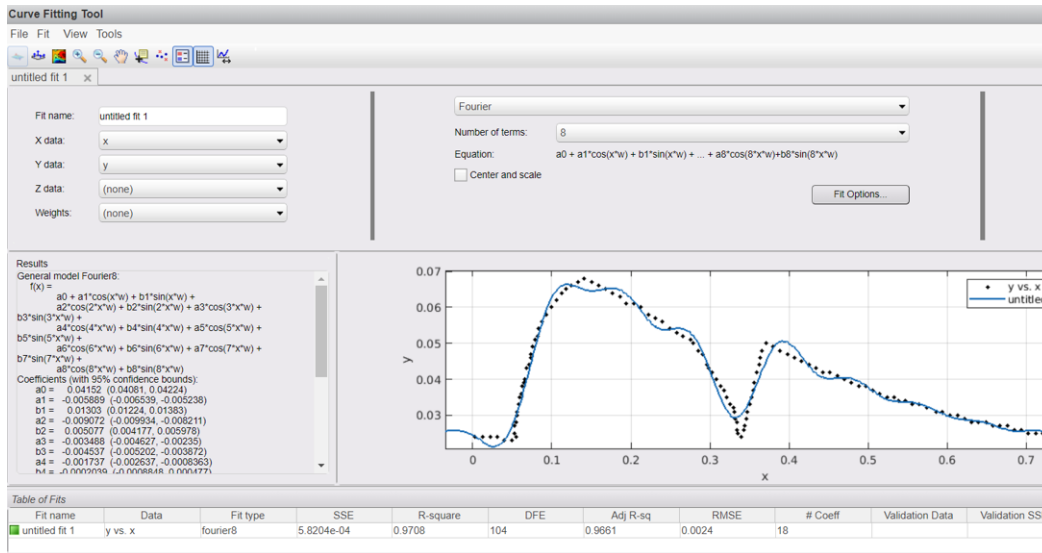 Curve Fitting Tool
File Fit View Tools
untitled fit 1
Fit name: untitled fit 1
X data: x
Y data: y
Z data: (none)
Weights: (none)
Fourier
Number of terms: 8
Equation: a0 + a1*cos(x*w) + b1*sin(x*w) + ... + a8*cos(8*x*w)+b8*sin(8*x*w)
Center and scale
Fit Options...
Results
General model Fourier8:
f(x) =
a0 + a1*cos(x*w) + b1*sin(x*w) +
a2*cos(2*x*w) + b2*sin(2*x*w) + a3*cos(3*x*w) +
b3*sin(3*x*w) +
a4*cos(4*x*w) + b4*sin(4*x*w) + a5*cos(5*x*w) +
b5*sin(5*x*w) +
a6*cos(6*x*w) + b6*sin(6*x*w) + a7*cos(7*x*w) +
b7*sin(7*x*w) +
a8*cos(8*x*w) + b8*sin(8*x*w)
Coefficients (with 95% confidence bounds):
a0 = 0.04152 (0.04081, 0.04224)
a1 = -0.005889 (-0.006539, -0.005238)
b1 = 0.01303 (0.01224, 0.01383)
a2 = -0.009072 (-0.009934, -0.008211)
b2 = 0.005077 (0.004177, 0.005978)
a3 = -0.003488 (-0.004627, -0.00235)
b3 = -0.004537 (-0.005202, -0.003872)
a4 = -0.001737 (-0.002637, -0.0008363)
b4 = -0.0002039 (-0.0008848, 0.000477)
0.07
0.06
0.05
0.04
0.03
y
0 0.1 0.2 0.3 0.4 0.5 0.6 0.7
x
y vs. x
untitled
Table of Fits
Fit name Data Fit type SSE R-square DFE Adj R-sq RMSE # Coeff Validation Data Validation SS
untitled fit 1 y vs. x fourier8 5.8204e-04 0.9708 104 0.9661 0.0024 18